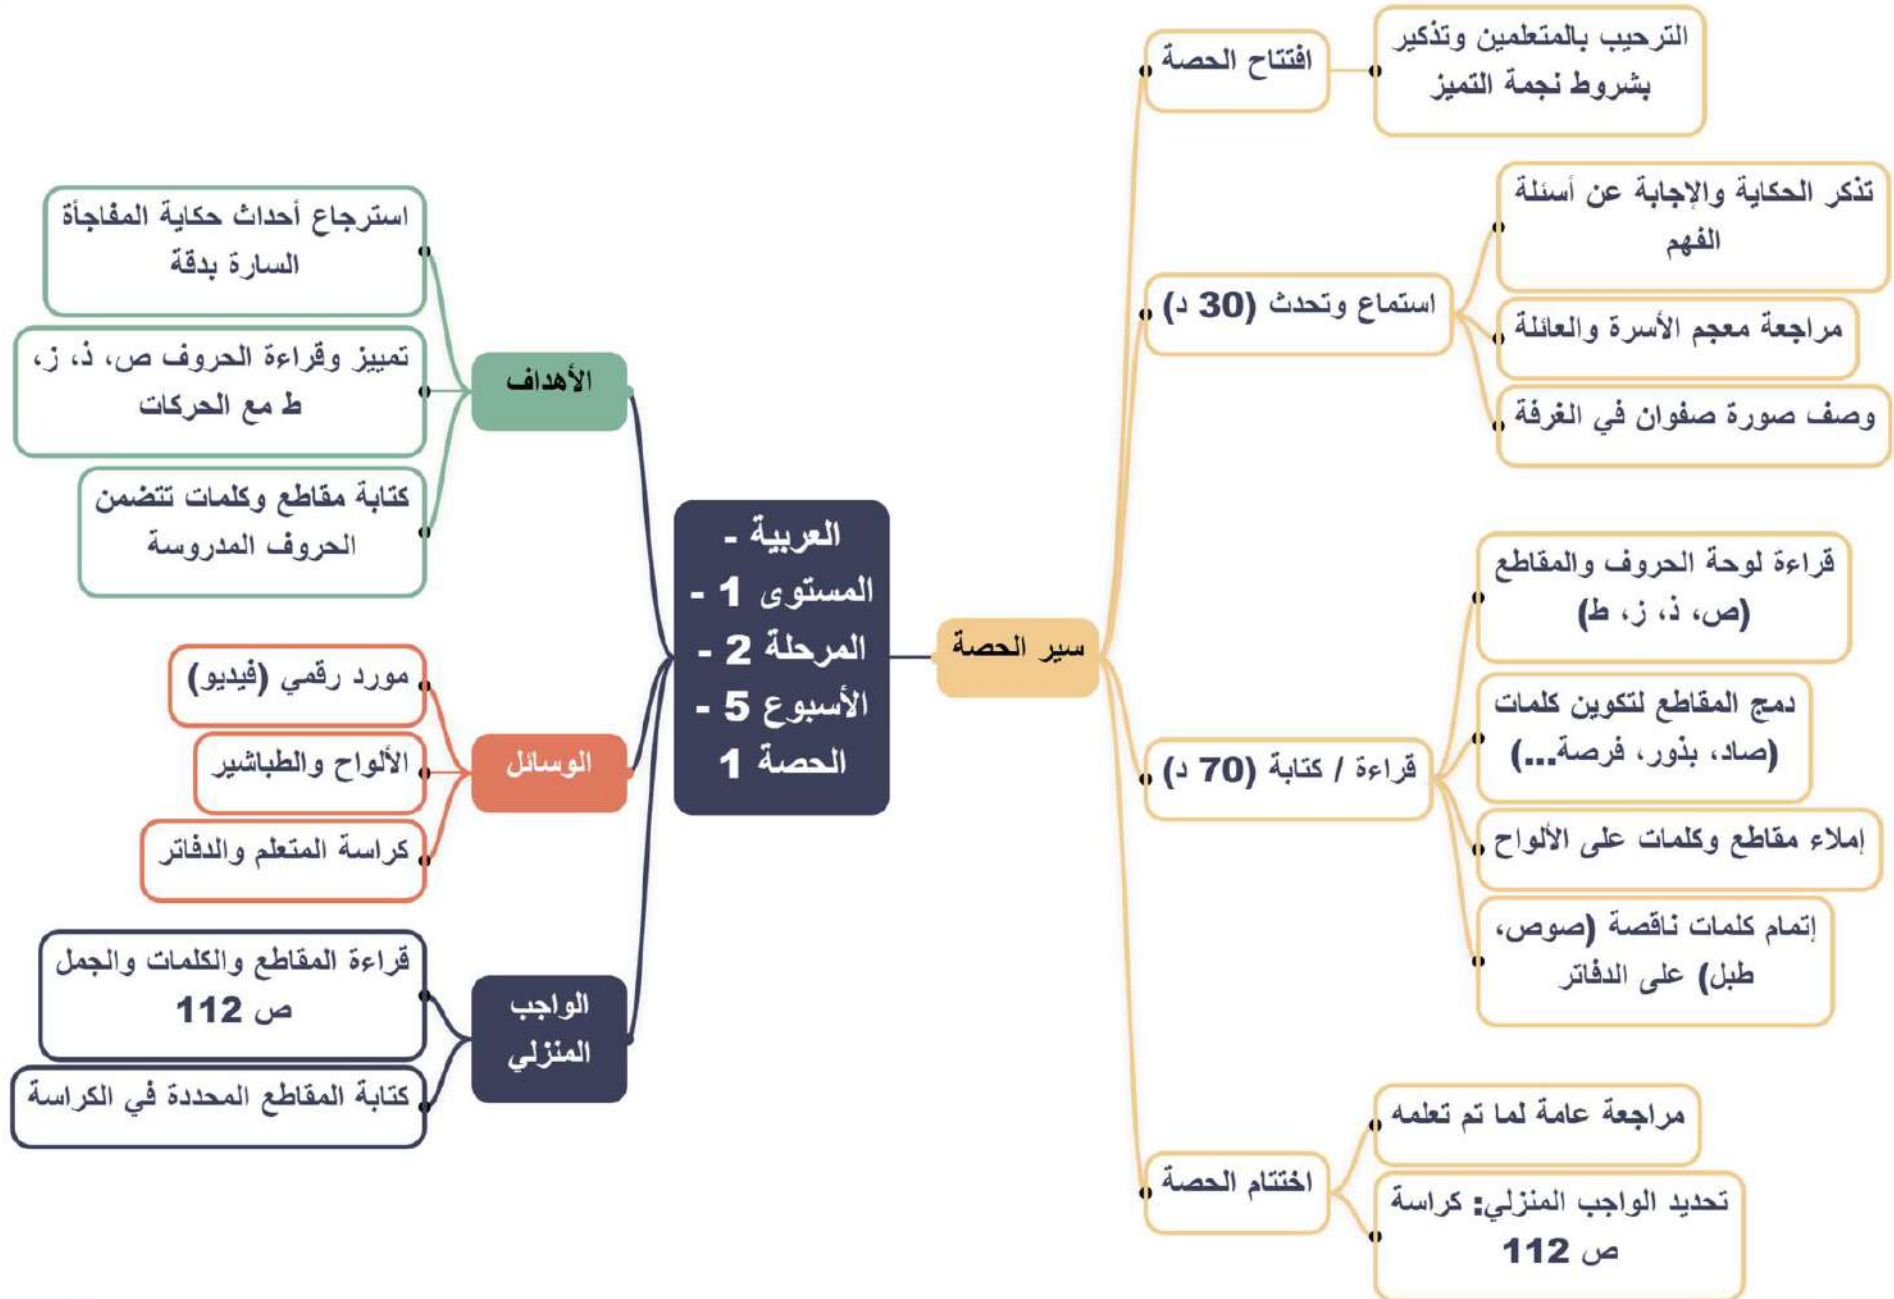 العربية -
المستوى 1 -
المرحلة 2 -
الأسبوع 5 -
الحصة 1
سير الحصة
افتتاح الحصة
الترحيب بالمتعلمين وتذكير
بشروط نجمة التميز
استماع وتحدث (30 د)
تذكر الحكاية والإجابة عن أسئلة
الفهم
مراجعة معجم الأسرة والعائلة
وصف صورة صفوان في الغرفة
قراءة / كتابة (70 د)
قراءة لوحة الحروف والمقاطع
(ص، ذ، ز، ط)
دمج المقاطع لتكوين كلمات
(صاد، بذور، فرصة...)
إملاء مقاطع وكلمات على الألواح
إتمام كلمات ناقصة (صوص،
طبل) على الدفاتر
اختتام الحصة
مراجعة عامة لما تم تعلمه
تحديد الواجب المنزلي: كراسة
ص 112
الأهداف
استرجاع أحداث حكاية المفاجأة
السارة بدقة
تمييز وقراءة الحروف ص، ذ، ز،
ط مع الحركات
كتابة مقاطع وكلمات تتضمن
الحروف المدروسة
الوسائل
مورد رقمي (فيديو)
الألواح والطباشير
كراسة المتعلم والدفاتر
الواجب
المنزلي
قراءة المقاطع والكلمات والجمل
ص 112
كتابة المقاطع المحددة في الكراسة